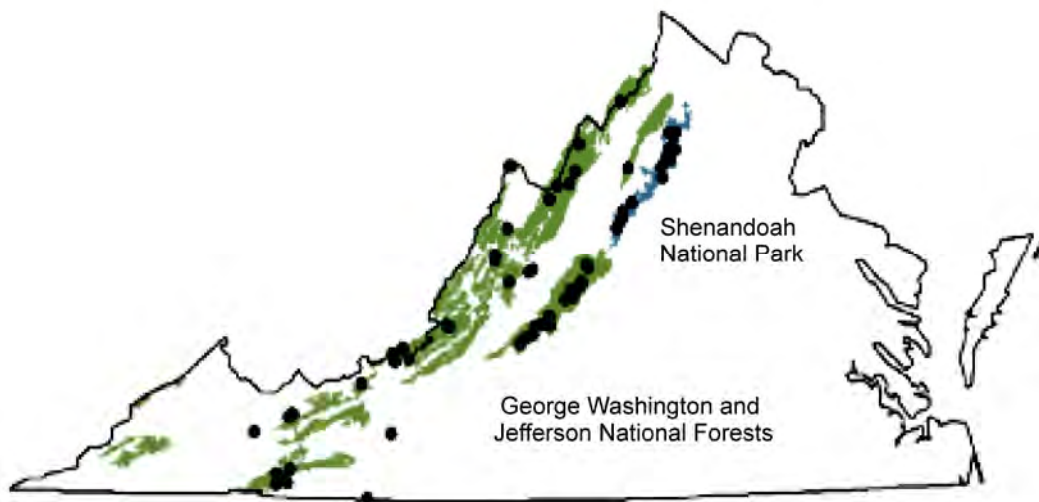 Shenandoah
National Park
George Washington and
Jefferson National Forests